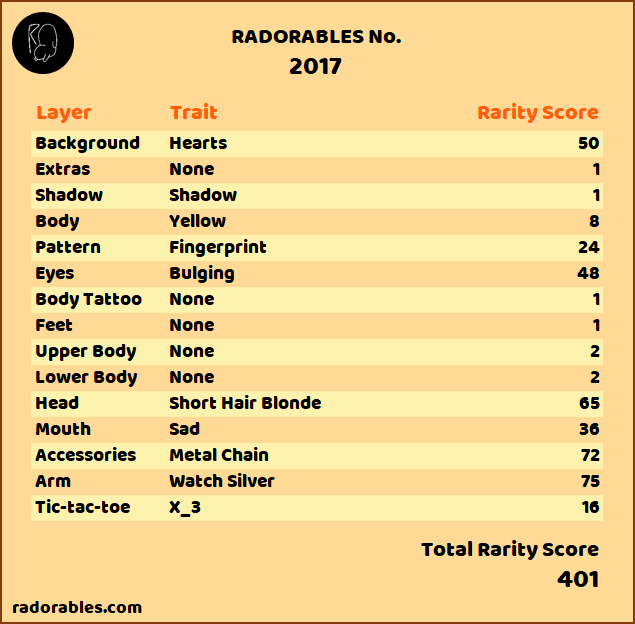 RADORABLES No.
2017
Layer Trait Rarity Score
Background Hearts 50
Extras None 1
Shadow Shadow 1
Body Yellow 8
Pattern Fingerprint 24
Eyes Bulging 48
Body Tattoo None 1
Feet None 1
Upper Body None 2
Lower Body None 2
Head Short Hair Blonde 65
Mouth Sad 36
Accessories Metal Chain 72
Arm Watch Silver 75
Tic-tac-toe X_3 16
Total Rarity Score
401
radorables.com